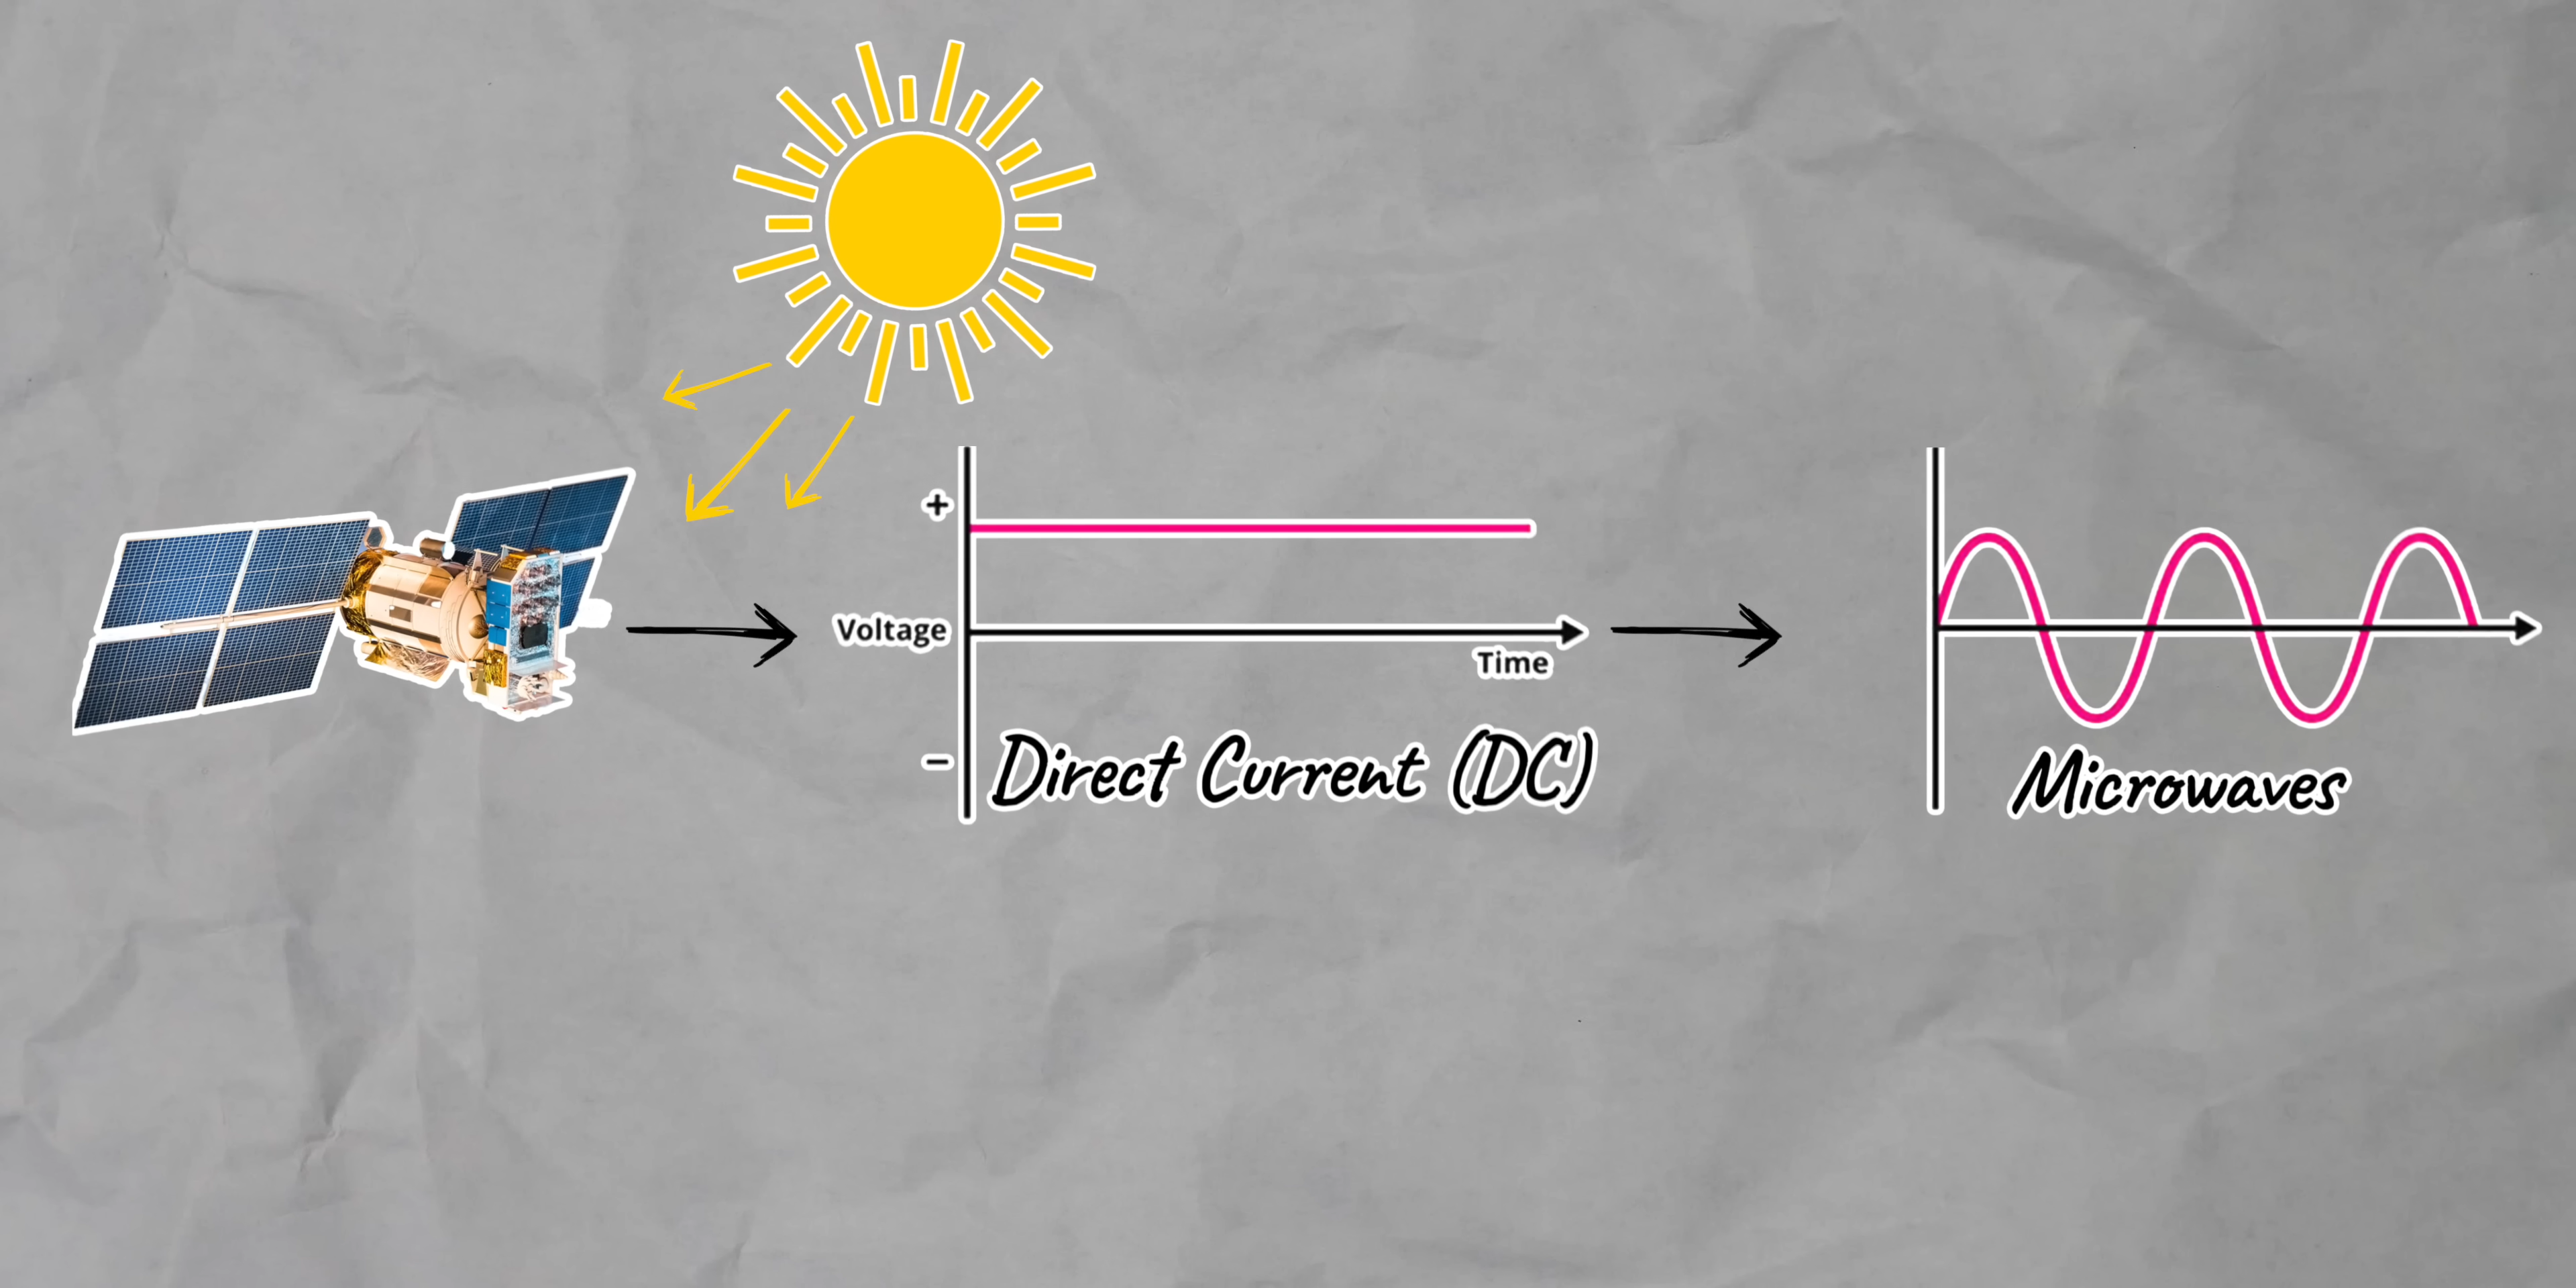 +
Voltage
Time
−
Direct Current (DC)
Microwaves